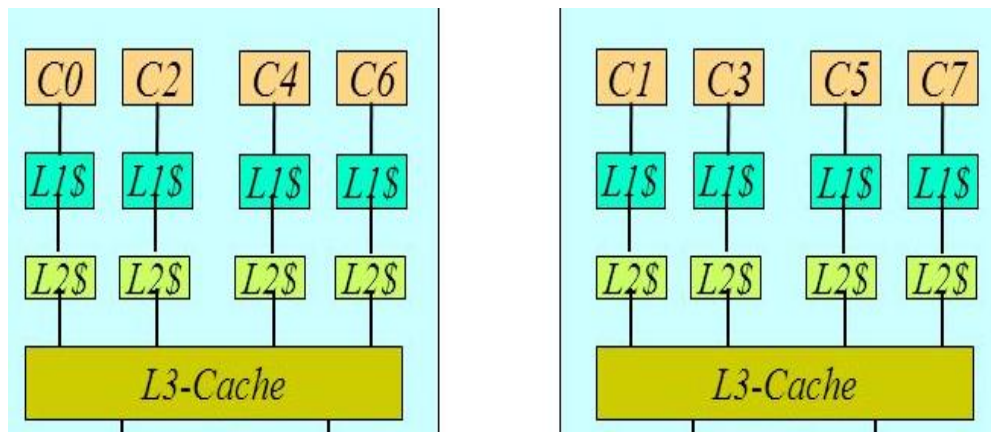 C0 C2 C4 C6 C1 C3 C5 C7
L1$ L1$ L1$ L1$ L1$ L1$ L1$ L1$
L2$ L2$ L2$ L2$ L2$ L2$ L2$ L2$
L3-Cache L3-Cache